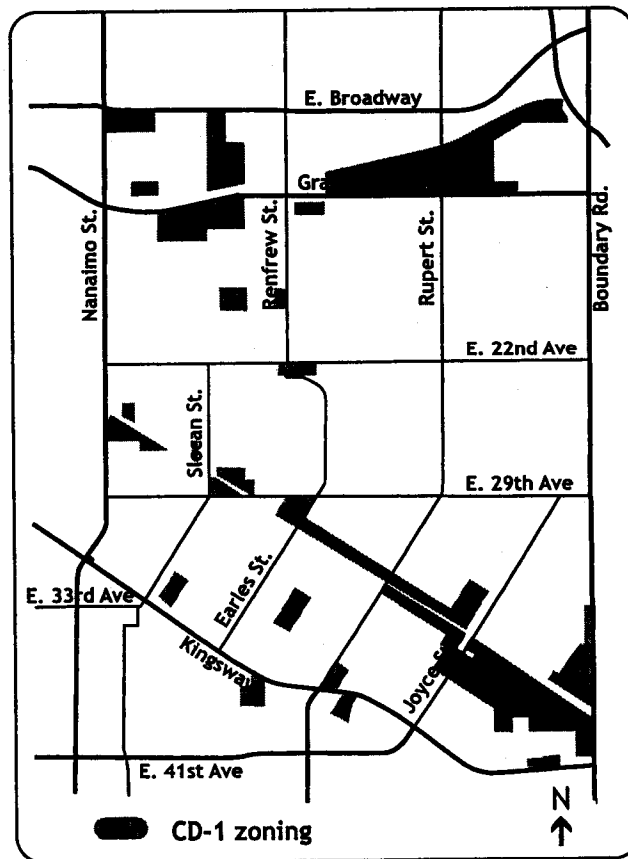 E. Broadway
Gra
Nanaimo St.
Renfrew St.
Rupert St.
Boundary Rd.
E. 22nd Ave
Slocan St.
E. 29th Ave
E. 33rd Ave
Earles St.
Kingsway
Joyce St
E. 41st Ave
N
CD-1 zoning